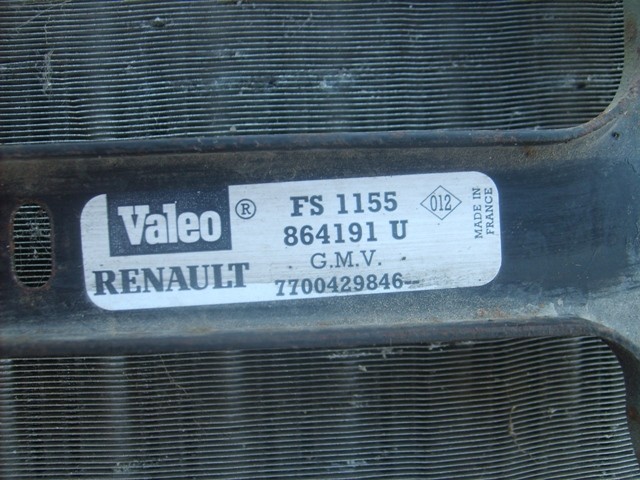 Valeo ®
RENAULT
FS 1155
864191 U
G.M.V.
7700429846--
012
MADE IN
FRANCE